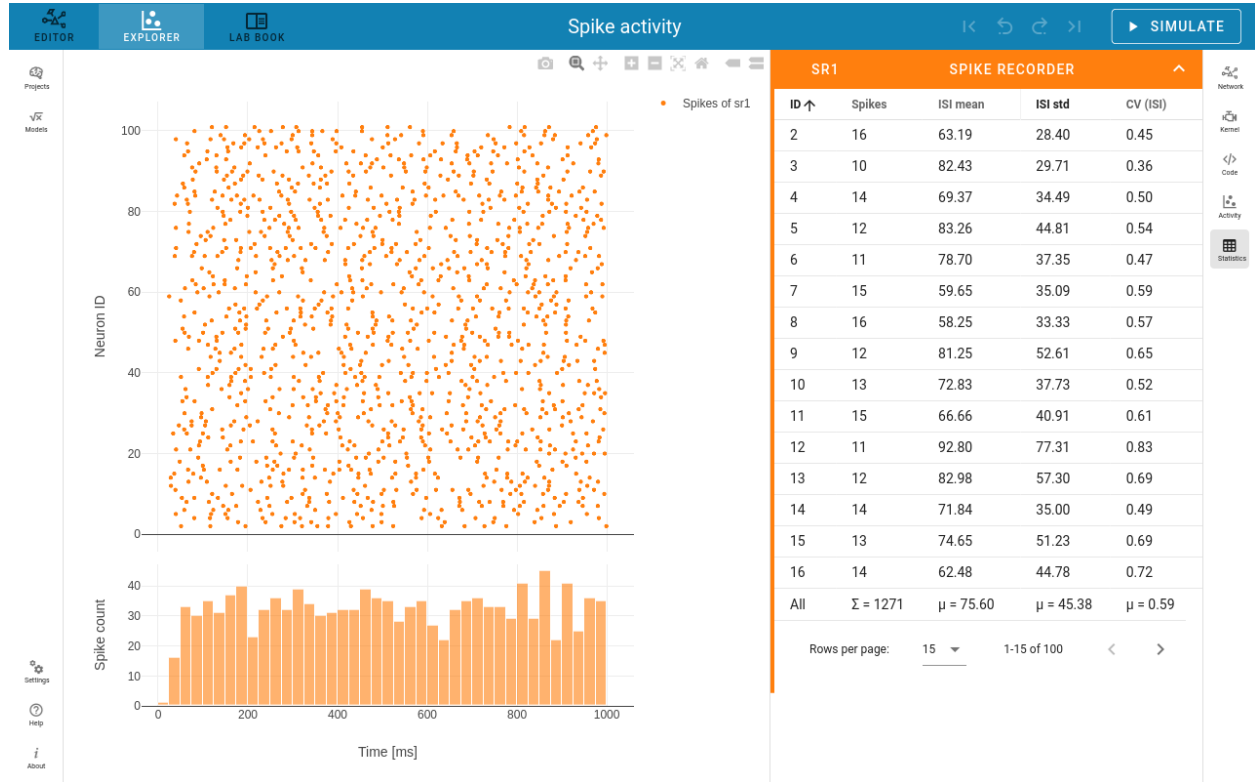 EDITOR EXPLORER LAB BOOK Spike activity SIMULATE
Projects
Models
Settings
Help
About
Spikes of sr1
100
80
60
40
20
0
Neuron ID
40
30
20
10
0
Spike count
0 200 400 600 800 1000
Time [ms]
SR1 SPIKE RECORDER
ID Spikes ISI mean ISI std CV (ISI)
2 16 63.19 28.40 0.45
3 10 82.43 29.71 0.36
4 14 69.37 34.49 0.50
5 12 83.26 44.81 0.54
6 11 78.70 37.35 0.47
7 15 59.65 35.09 0.59
8 16 58.25 33.33 0.57
9 12 81.25 52.61 0.65
10 13 72.83 37.73 0.52
11 15 66.66 40.91 0.61
12 11 92.80 77.31 0.83
13 12 82.98 57.30 0.69
14 14 71.84 35.00 0.49
15 13 74.65 51.23 0.69
16 14 62.48 44.78 0.72
All Σ = 1271 μ = 75.60 μ = 45.38 μ = 0.59
Rows per page: 15 1-15 of 100
Network
Kernel
Code
Activity
Statistics